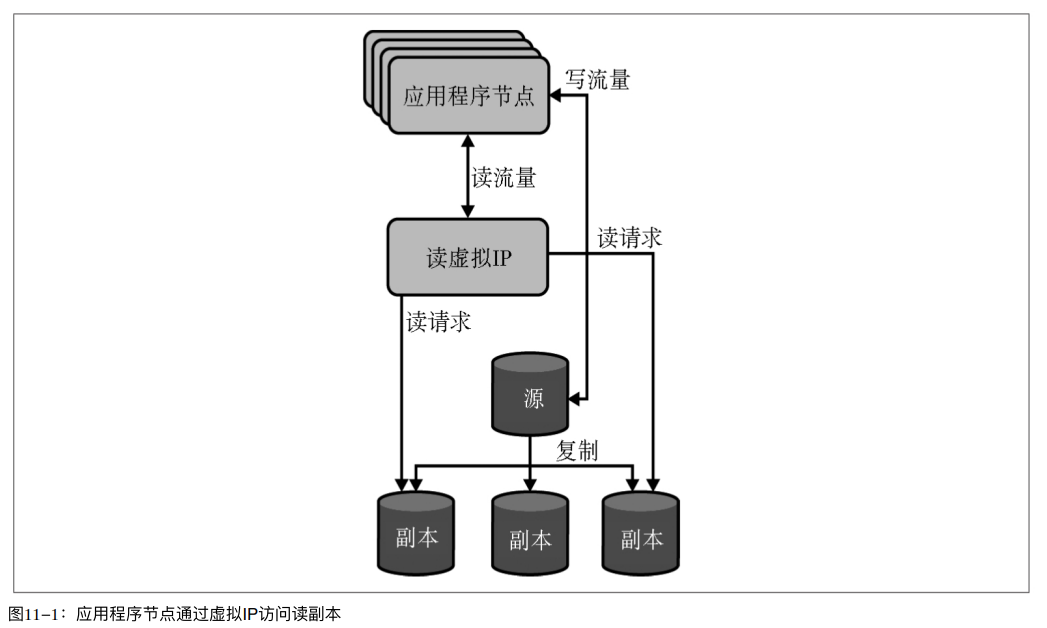 应用程序节点
写流量
读流量
读虚拟IP
读请求
读请求
源
复制
副本
副本
副本
图11-1：应用程序节点通过虚拟IP访问读副本